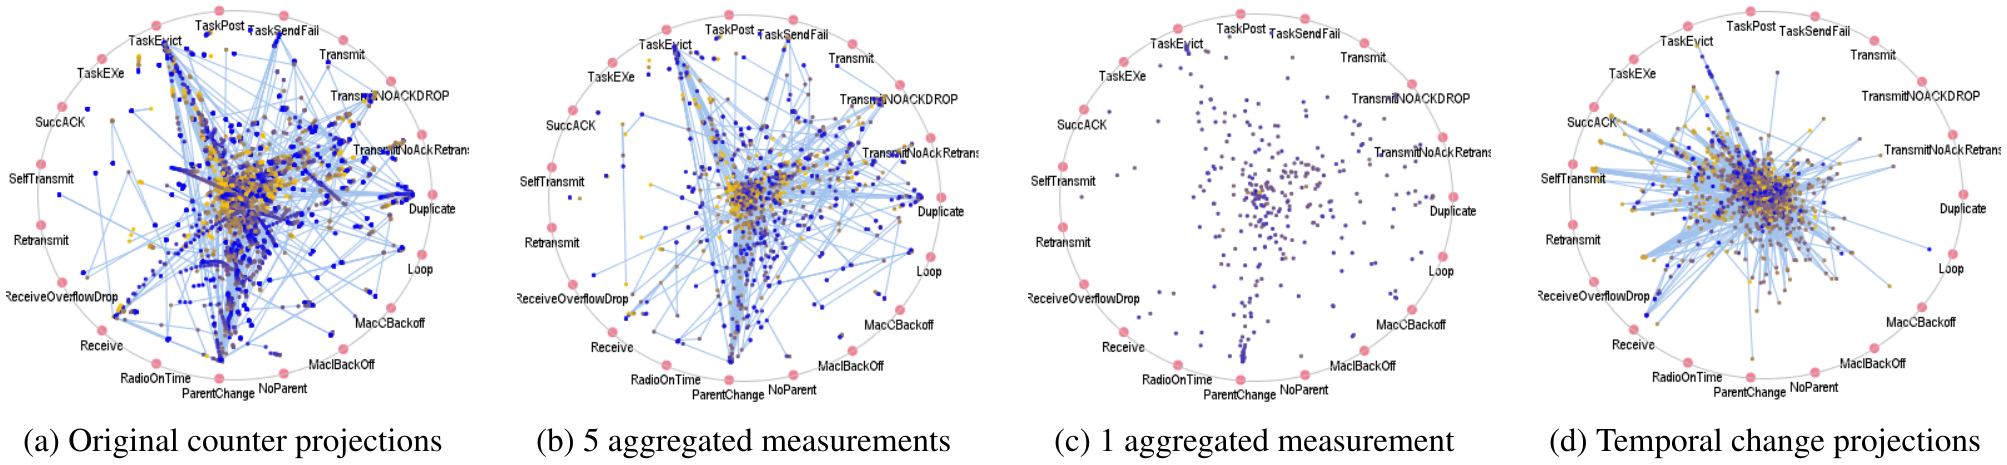 TaskPost
TaskSendFail
TaskEvict
Transmit
TaskEXe
TransmitNOACKDROP
SuccACK
TransmitNoAckRetrans
SelfTransmit
Duplicate
Retransmit
Loop
ReceiveOverflowDrop
MacCBackoff
Receive
MacIBackOff
RadioOnTime
NoParent
ParentChange
(a) Original counter projections
TaskPost
TaskSendFail
TaskEvict
Transmit
TaskEXe
TransmitNOACKDROP
SuccACK
TransmitNoAckRetrans
SelfTransmit
Duplicate
Retransmit
Loop
ReceiveOverflowDrop
MacCBackoff
Receive
MacIBackOff
RadioOnTime
NoParent
ParentChange
(b) 5 aggregated measurements
TaskPost
TaskSendFail
TaskEvict
Transmit
TaskEXe
TransmitNOACKDROP
SuccACK
TransmitNoAckRetrans
SelfTransmit
Duplicate
Retransmit
Loop
ReceiveOverflowDrop
MacCBackoff
Receive
MacIBackOff
RadioOnTime
NoParent
ParentChange
(c) 1 aggregated measurement
TaskPost
TaskSendFail
TaskEvict
Transmit
TaskEXe
TransmitNOACKDROP
SuccACK
TransmitNoAckRetrans
SelfTransmit
Duplicate
Retransmit
Loop
ReceiveOverflowDrop
MacCBackoff
Receive
MacIBackOff
RadioOnTime
NoParent
ParentChange
(d) Temporal change projections